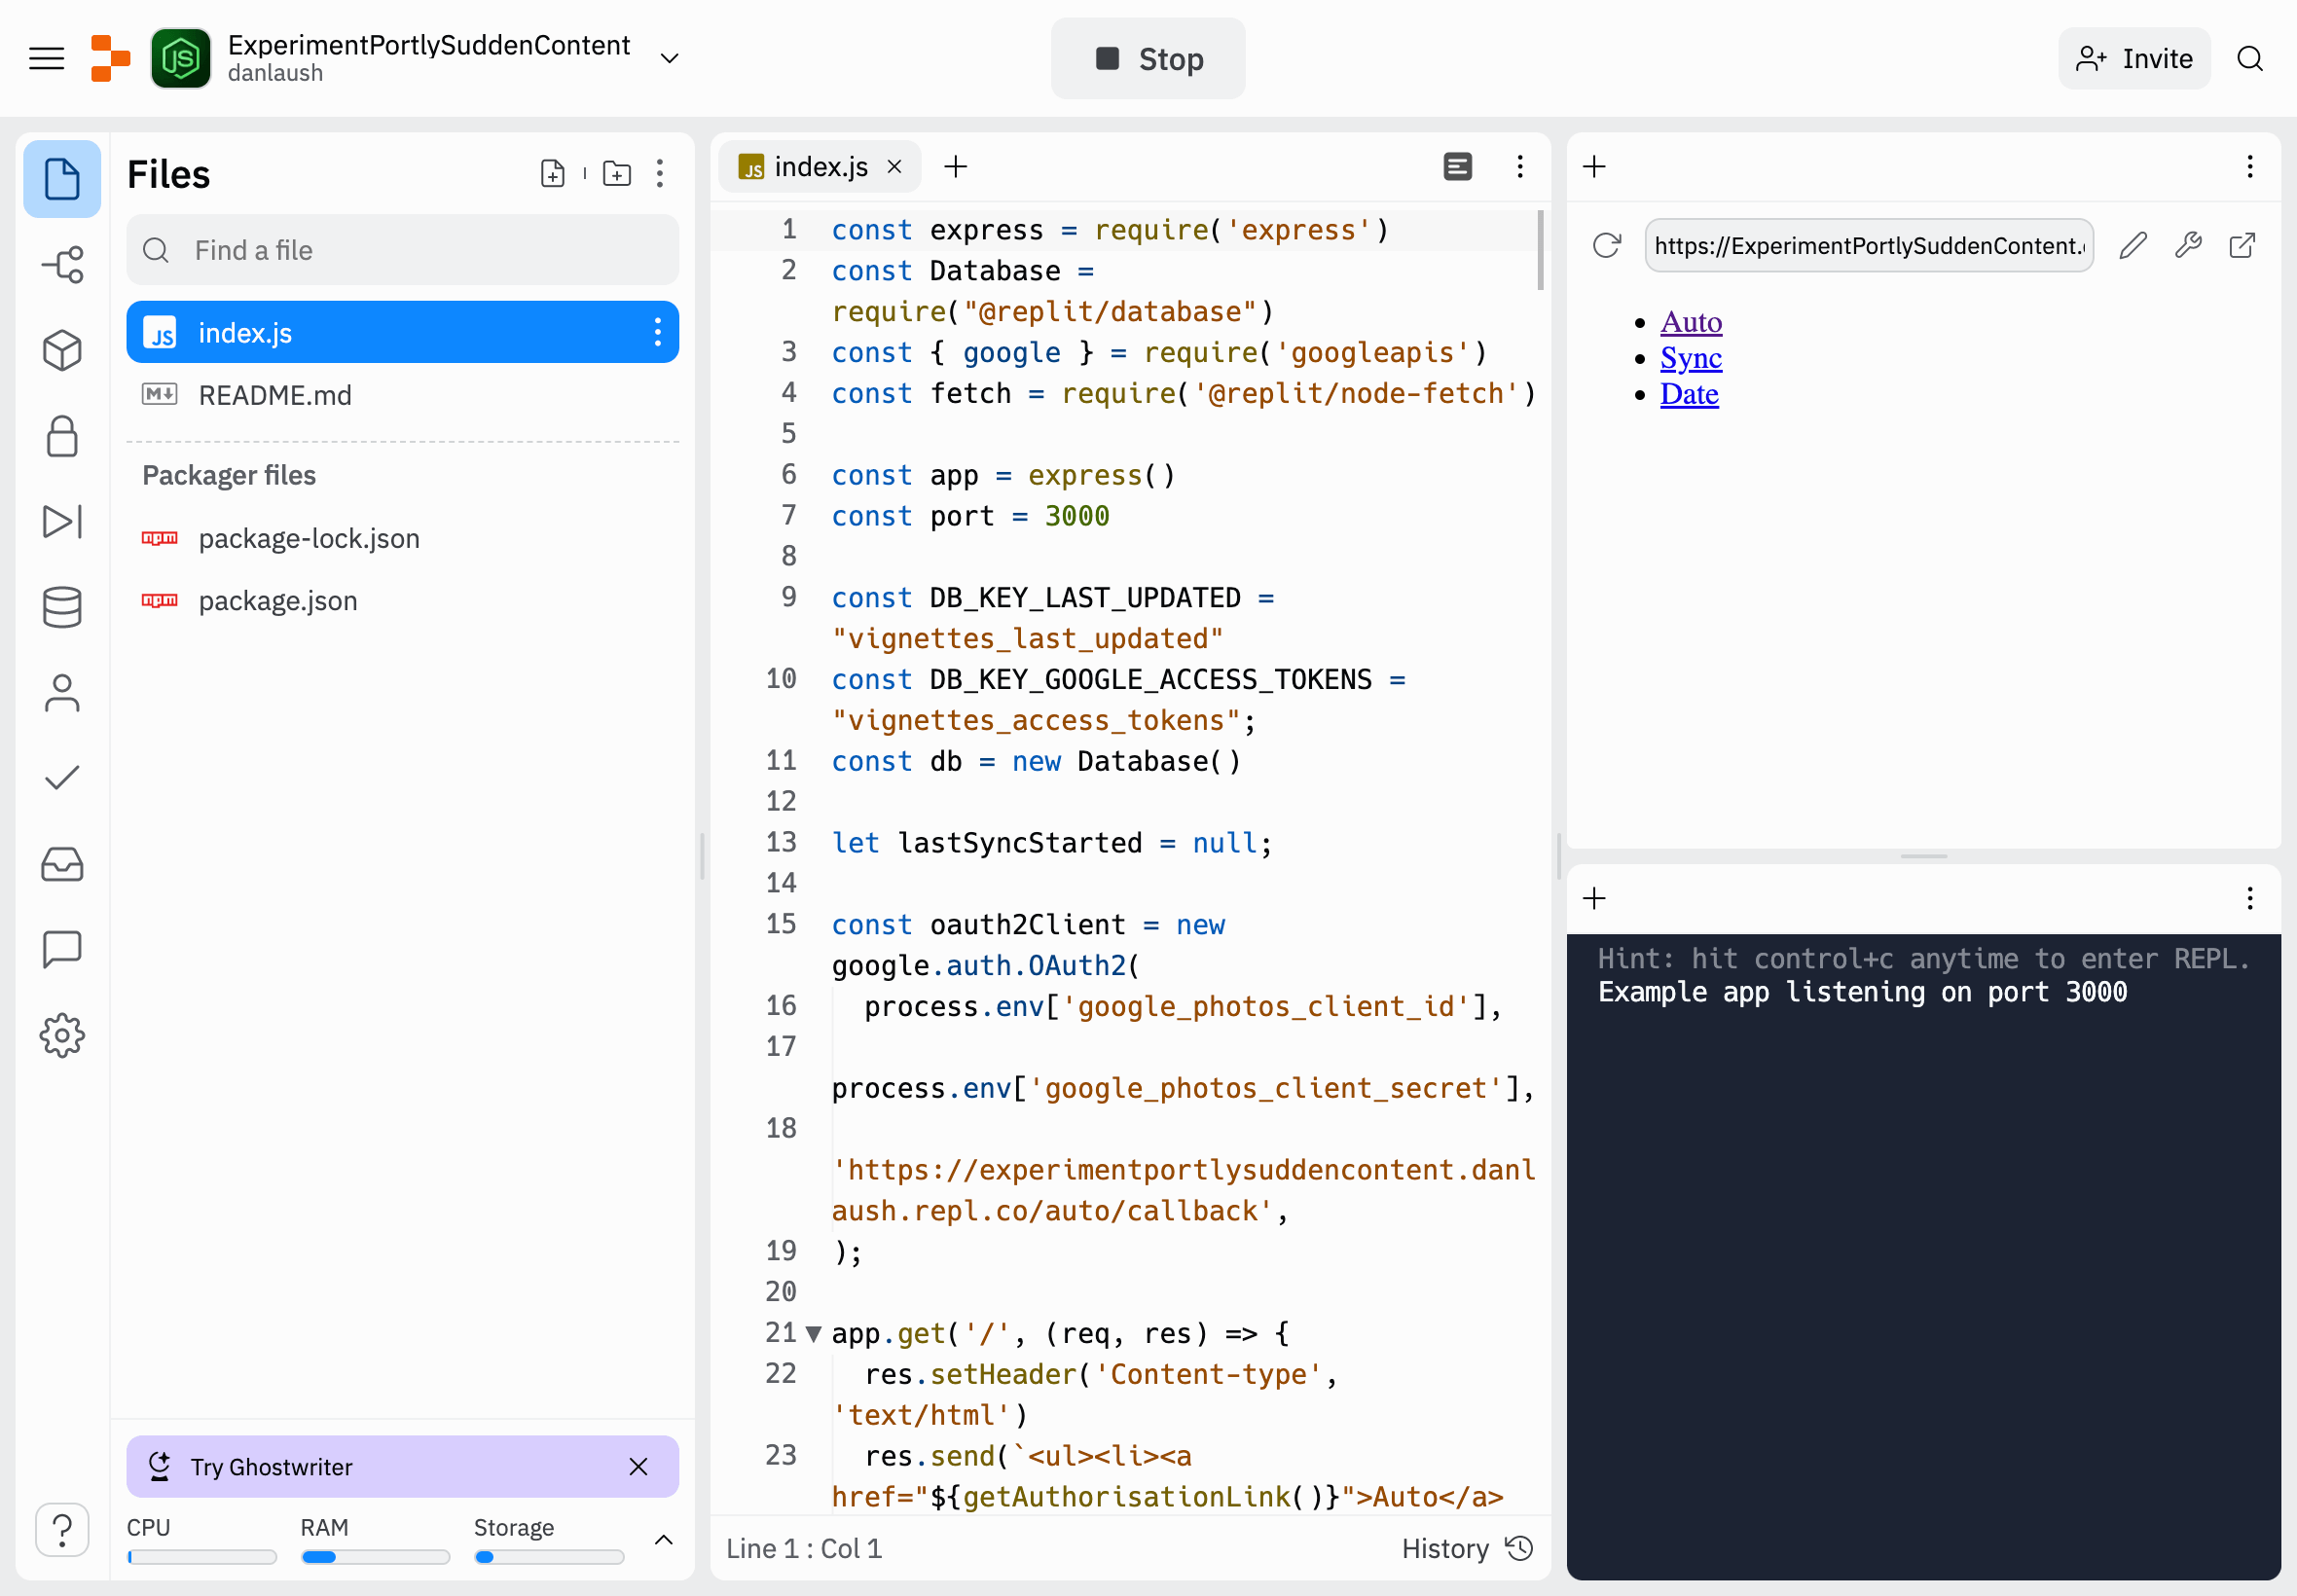 ExperimentPortlySuddenContent
danlaush
Stop
Invite
Files
Find a file
JS index.js
M↓ README.md
Packager files
npm package-lock.json
npm package.json
Try Ghostwriter
CPU RAM Storage
JS index.js
1 const express = require('express')
2 const Database =
require("@replit/database")
3 const { google } = require('googleapis')
4 const fetch = require('@replit/node-fetch')
5
6 const app = express()
7 const port = 3000
8
9 const DB_KEY_LAST_UPDATED =
"vignettes_last_updated"
10 const DB_KEY_GOOGLE_ACCESS_TOKENS =
"vignettes_access_tokens";
11 const db = new Database()
12
13 let lastSyncStarted = null;
14
15 const oauth2Client = new
google.auth.OAuth2(
16 process.env['google_photos_client_id'],
17
process.env['google_photos_client_secret'],
18
'https://experimentportlysuddencontent.danl
aush.repl.co/auto/callback',
19 );
20
21 app.get('/', (req, res) => {
22 res.setHeader('Content-type',
'text/html')
23 res.send(`<ul><li><a
href="${getAuthorisationLink()}">Auto</a>
Line 1 : Col 1
History
https://ExperimentPortlySuddenContent.
Auto
Sync
Date
Hint: hit control+c anytime to enter REPL.
Example app listening on port 3000